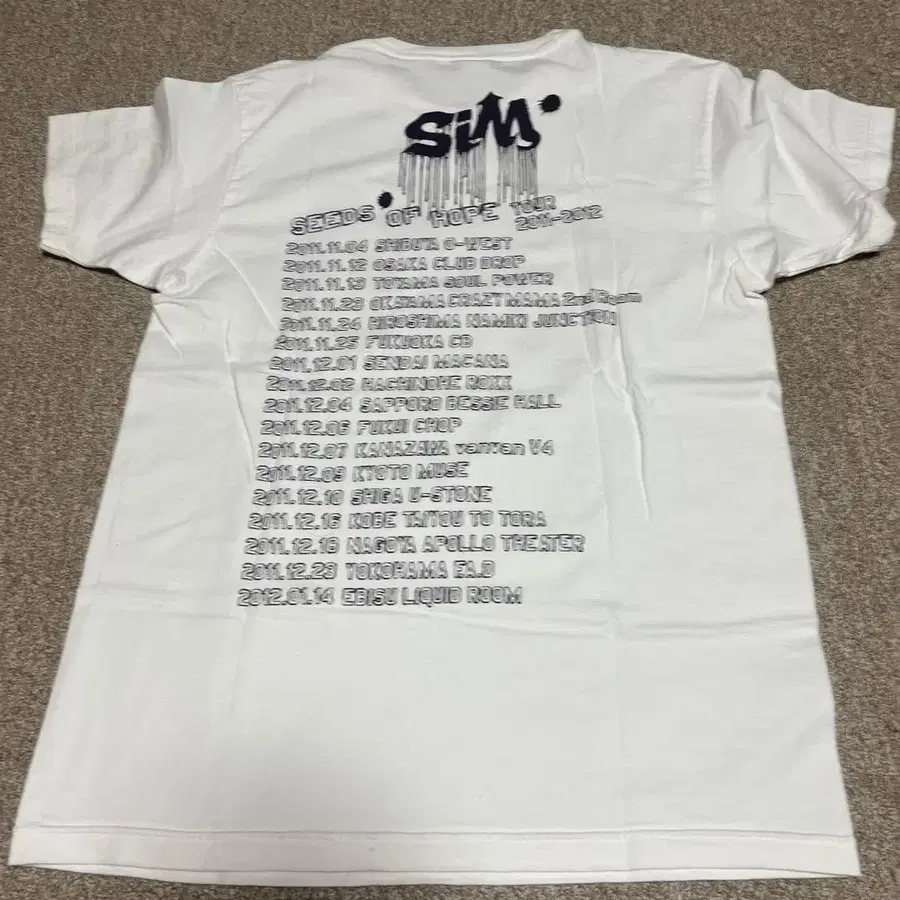 SiM
SEEDS OF HOPE TOUR 2011-2012
2011.11.04 SHIBUYA O-WEST
2011.11.12 OSAKA CLUB DROP
2011.11.13 TOYAMA SOUL POWER
2011.11.23 OKAYAMA CRAZYMAMA 2nd Room
2011.11.24 HIROSHIMA NAMIKI JUNCTION
2011.11.25 FUKUOKA CB
2011.12.01 SENDAI MACANA
2011.12.02 HACHINOHE ROXX
2011.12.04 SAPPORO BESSIE HALL
2011.12.06 FUKUI CHOP
2011.12.07 KANAZAWA vanvan V4
2011.12.09 KYOTO MUSE
2011.12.10 SHIGA U-STONE
2011.12.16 KOBE TAIYOU TO TORA
2011.12.18 NAGOYA APOLLO THEATER
2011.12.23 YOKOHAMA F.A.D
2012.01.14 EBISU LIQUID ROOM